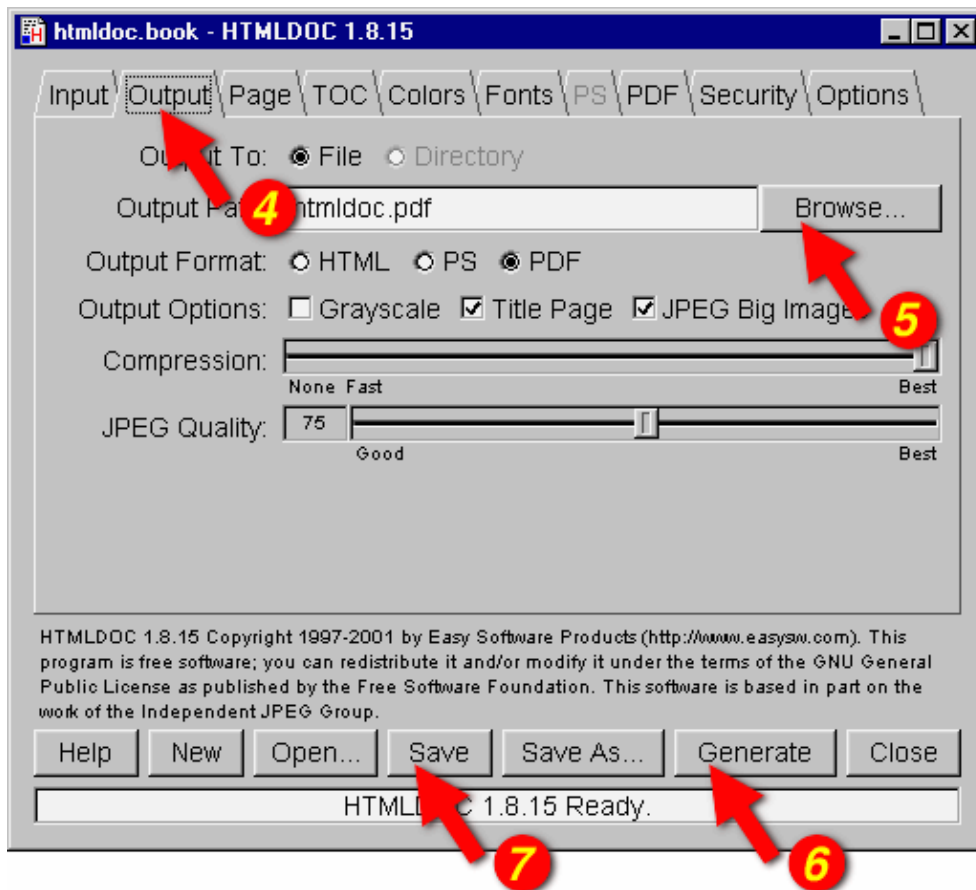 htmldoc.book - HTMLDOC 1.8.15
Input Output Page TOC Colors Fonts PS PDF Security Options
Output To: File Directory
Output Pat htmldoc.pdf Browse...
4
Output Format: HTML PS PDF
Output Options: Grayscale Title Page JPEG Big Images
5
Compression:
None Fast Best
JPEG Quality: 75
Good Best
HTMLDOC 1.8.15 Copyright 1997-2001 by Easy Software Products (http://www.easysw.com). This
program is free software; you can redistribute it and/or modify it under the terms of the GNU General
Public License as published by the Free Software Foundation. This software is based in part on the
work of the Independent JPEG Group.
Help New Open... Save Save As... Generate Close
HTMLDOC 1.8.15 Ready.
7 6